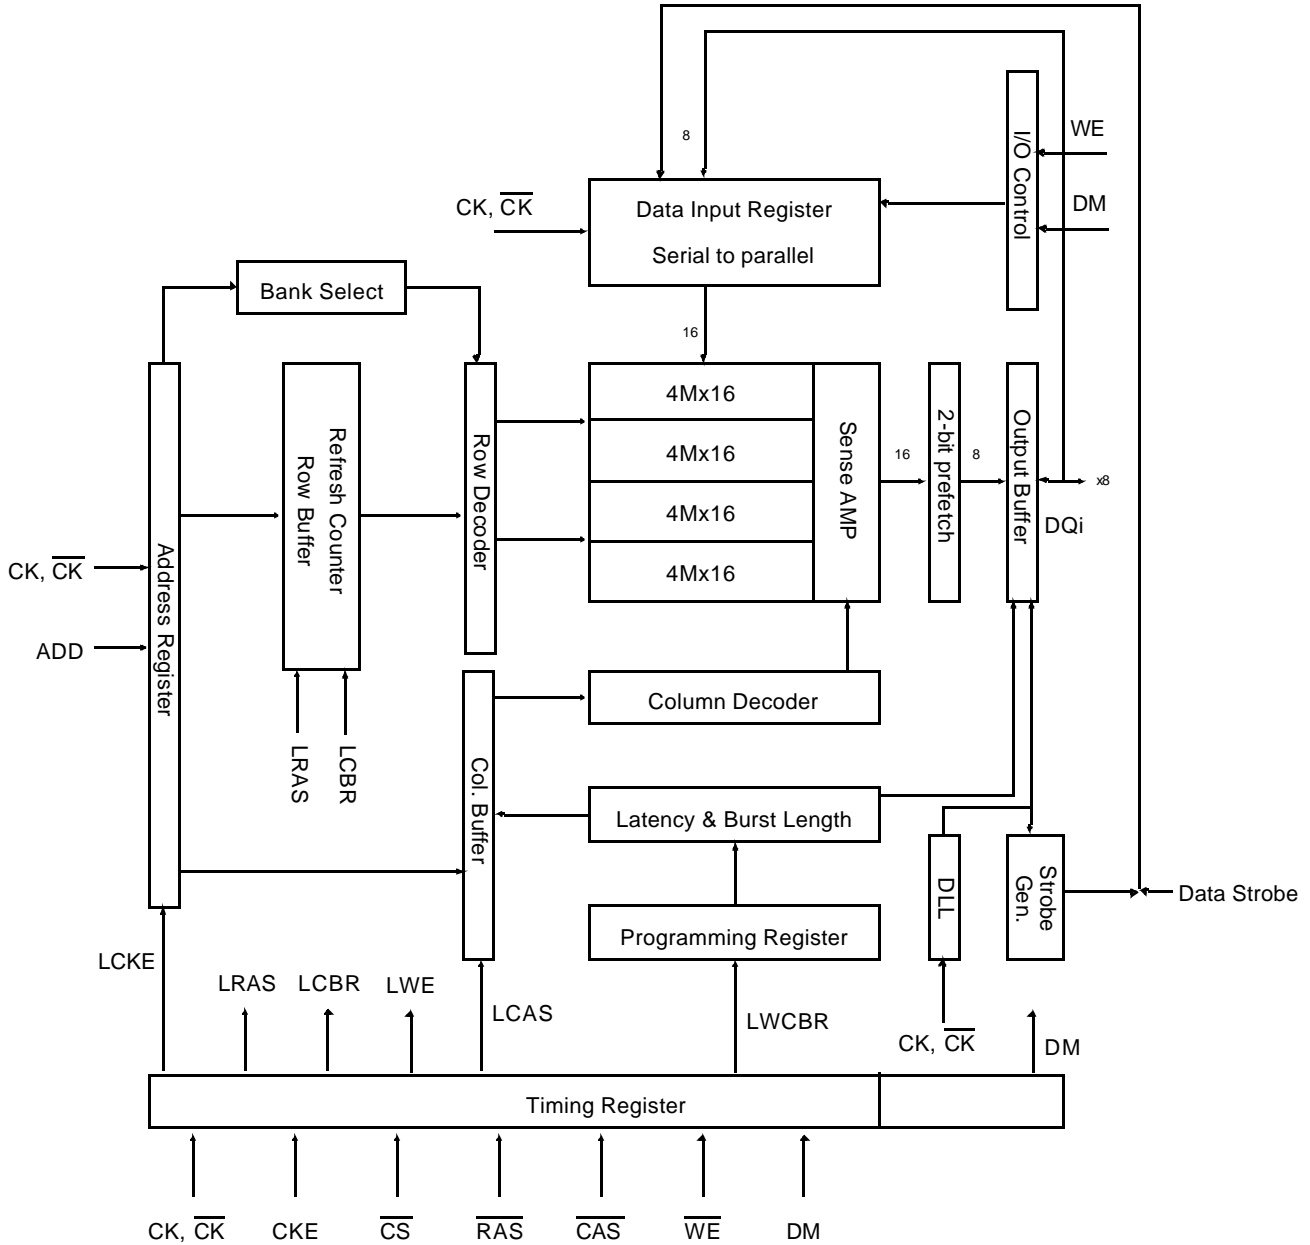 8
WE
I/O Control
DM
CK, CK
Data Input Register
Serial to parallel
Bank Select
16
4Mx16
4Mx16
4Mx16
4Mx16
Sense AMP
16
2-bit prefetch
8
Output Buffer
x8
DQi
Refresh Counter
Row Buffer
Row Decoder
CK, CK
ADD
Address Register
LRAS
LCBR
Column Decoder
Col. Buffer
Latency & Burst Length
DLL
Strobe
Gen.
Data Strobe
Programming Register
LCKE
LRAS
LCBR
LWE
LCAS
LWCBR
CK, CK
DM
Timing Register
CK, CK
CKE
CS
RAS
CAS
WE
DM